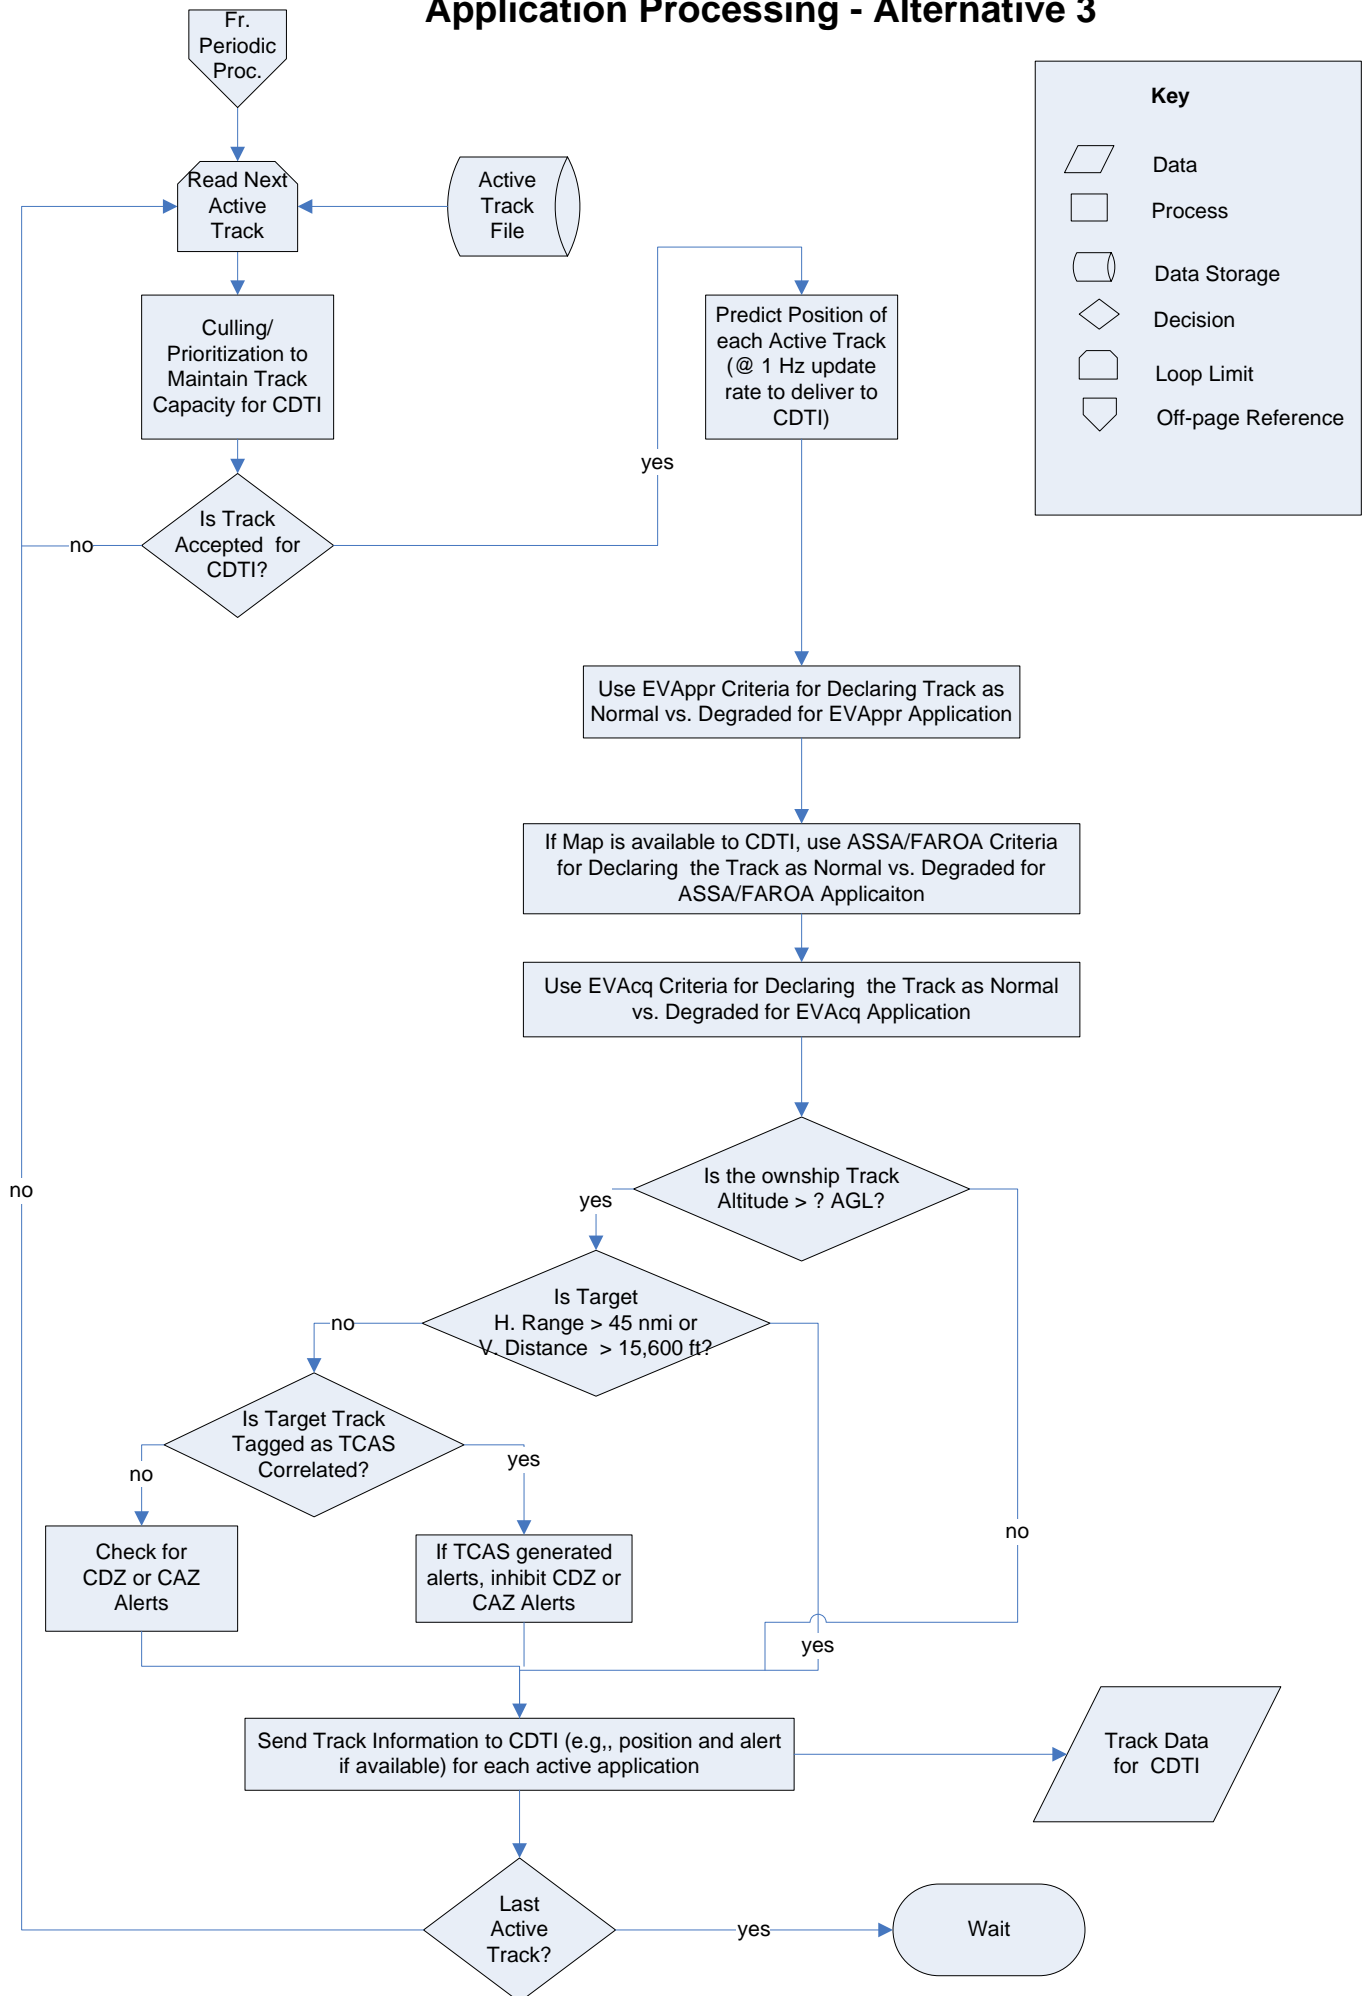 Application Processing - Alternative 3
Fr.
Periodic
Proc.
Key
Data
Process
Data Storage
Decision
Loop Limit
Off-page Reference
Read Next
Active
Track
Active
Track
File
Culling/
Prioritization to
Maintain Track
Capacity for CDTI
Predict Position of
each Active Track
(@ 1 Hz update
rate to deliver to
CDTI)
yes
Is Track
Accepted for
CDTI?
no
Use EVAppr Criteria for Declaring Track as
Normal vs. Degraded for EVAppr Application
If Map is available to CDTI, use ASSA/FAROA Criteria
for Declaring the Track as Normal vs. Degraded for
ASSA/FAROA Applicaiton
Use EVAcq Criteria for Declaring the Track as Normal
vs. Degraded for EVAcq Application
Is the ownship Track
Altitude > ? AGL?
no
yes
Is Target
H. Range > 45 nmi or
V. Distance > 15,600 ft?
no
Is Target Track
Tagged as TCAS
Correlated?
no
yes
no
Check for
CDZ or CAZ
Alerts
If TCAS generated
alerts, inhibit CDZ or
CAZ Alerts
yes
Send Track Information to CDTI (e.g,, position and alert
if available) for each active application
Track Data
for CDTI
Last
Active
Track?
yes
Wait